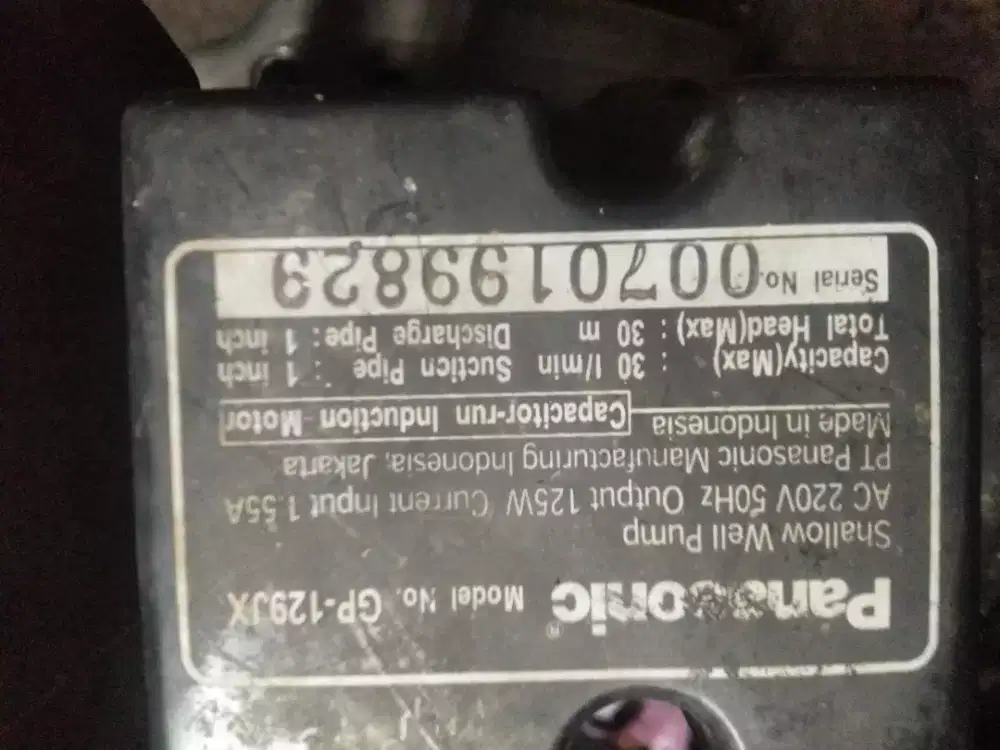 Panasonic® Model No. GP-129JX
Shallow Well Pump
AC 220V 50Hz Output 125W Current Input 1.55A
PT Panasonic Manufacturing Indonesia, Jakarta
Made in Indonesia Capacitor-run Induction Motor
Capacity(Max) : 30 l/min Suction Pipe : 1 inch
Total Head(Max) : 30 m Discharge Pipe : 1 inch
Serial No. 0070199823